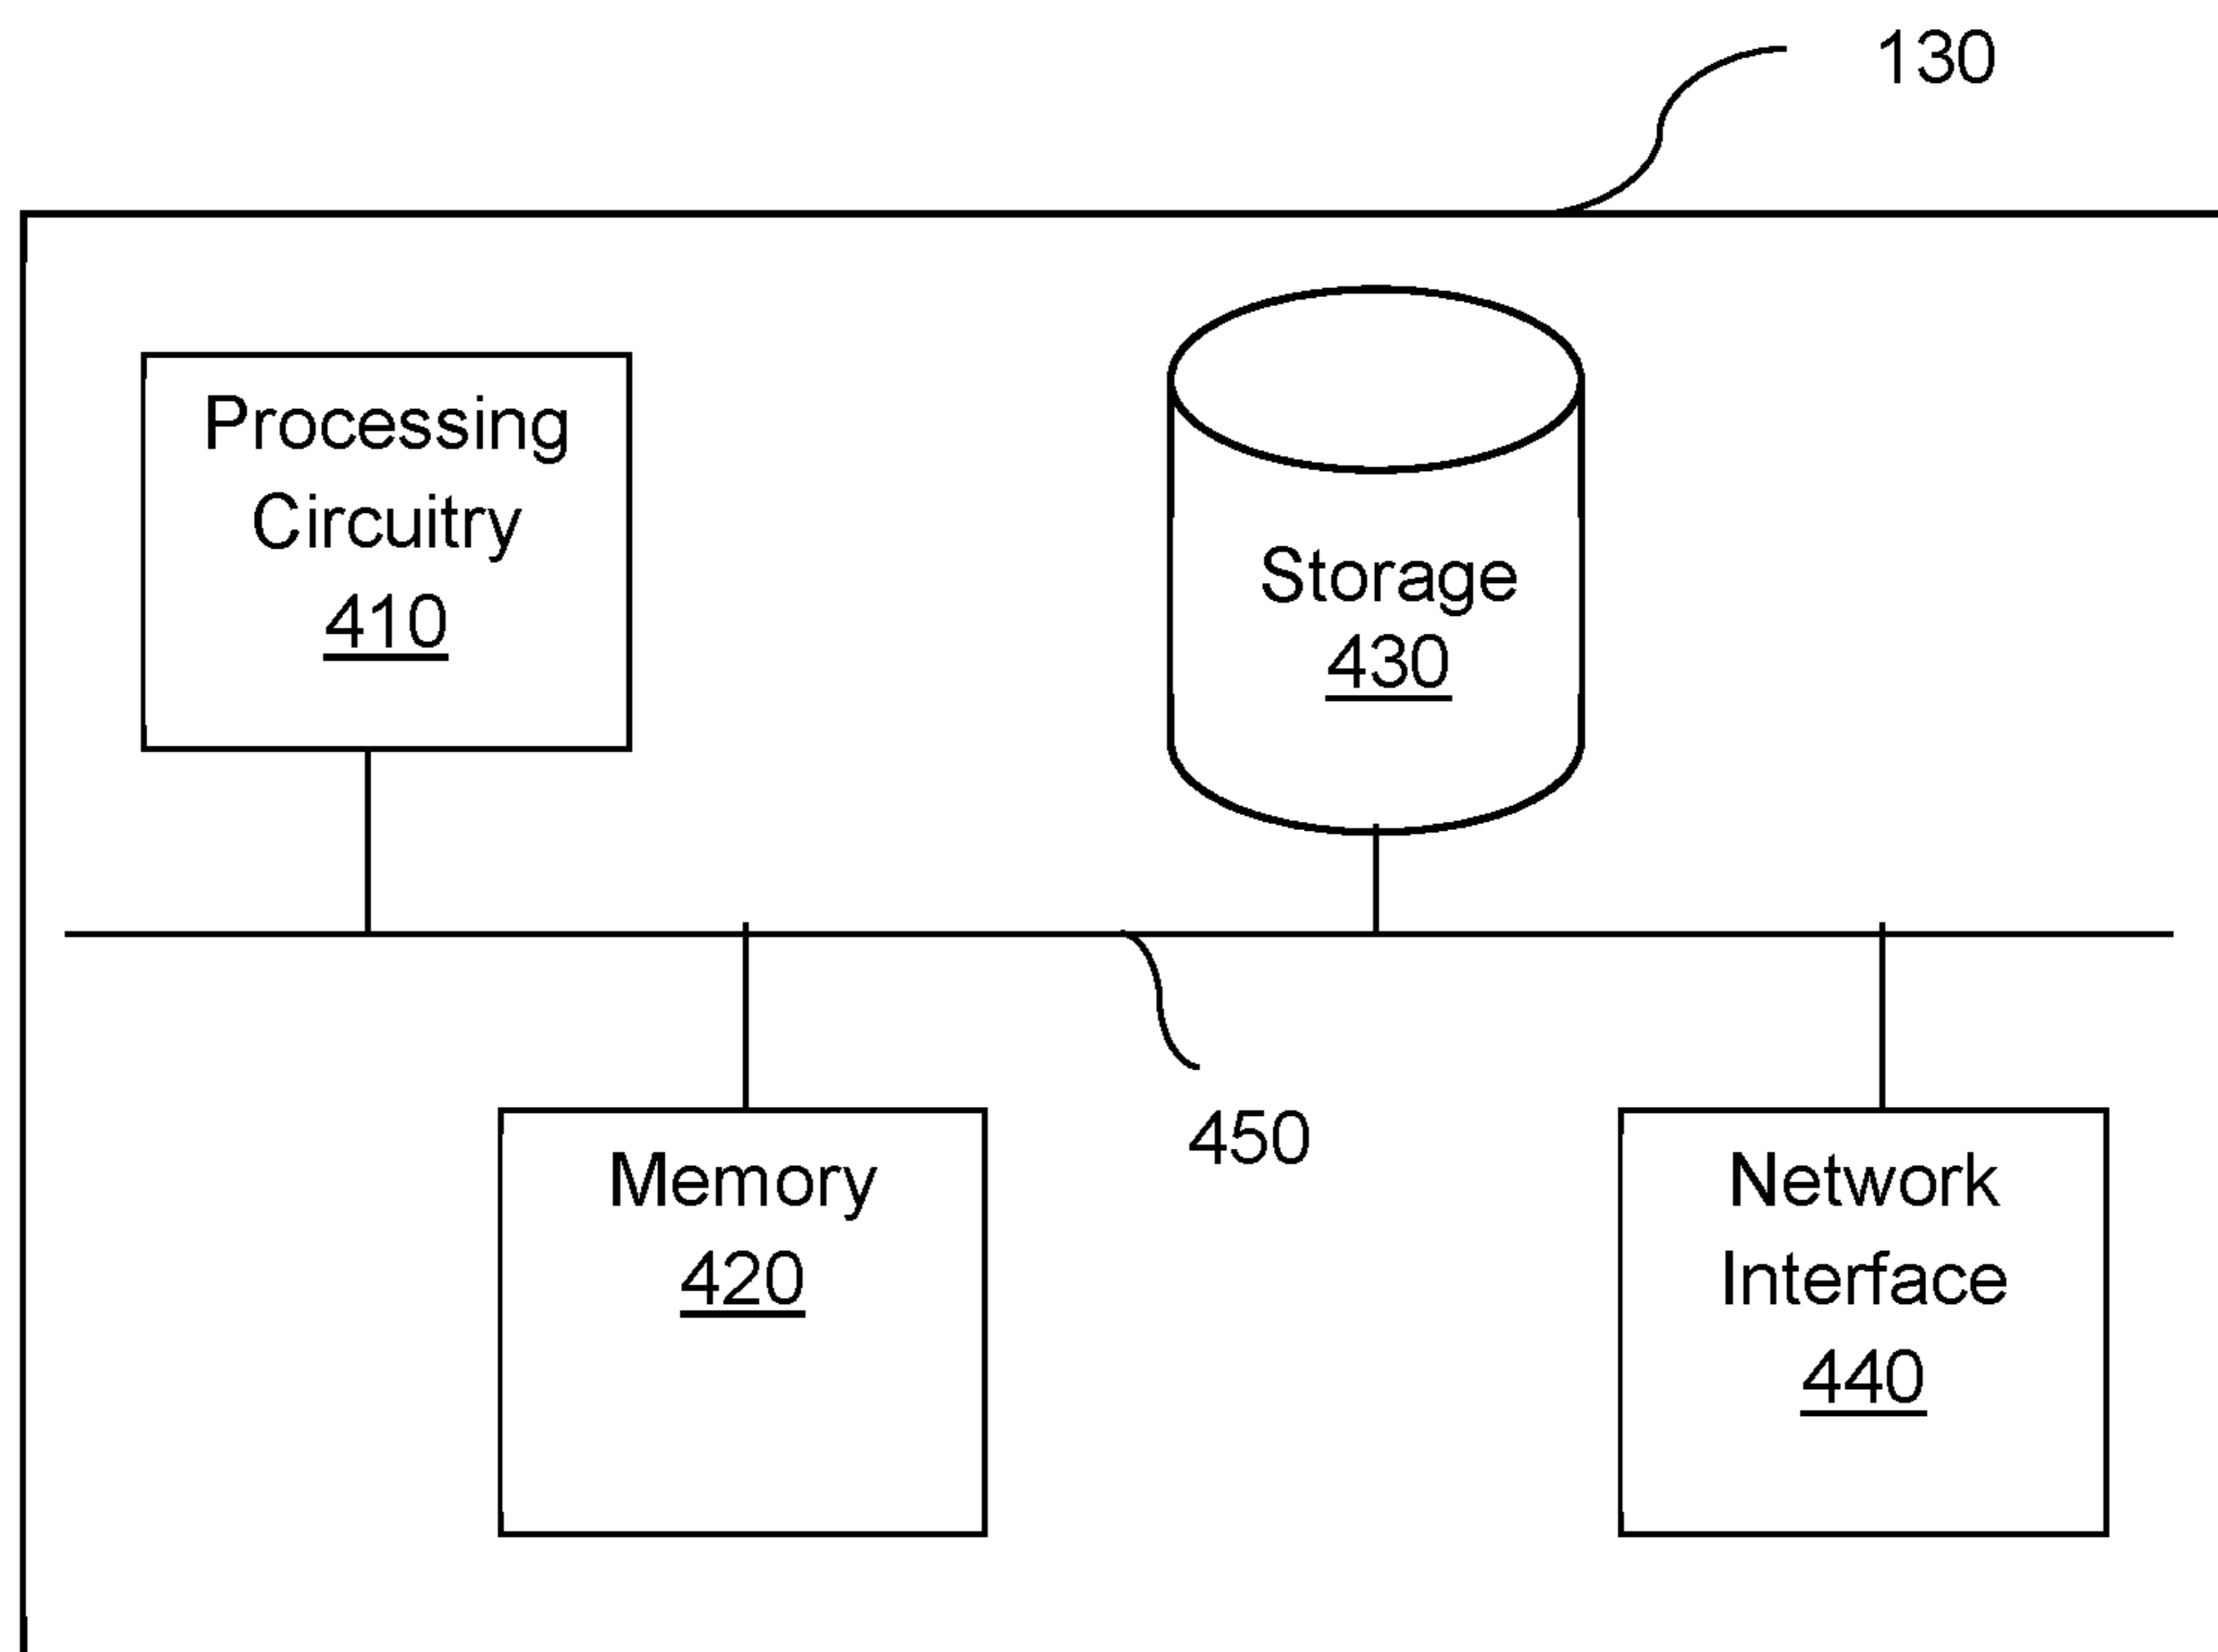 130
Processing
Circuitry
410
Storage
430
450
Memory
420
Network
Interface
440